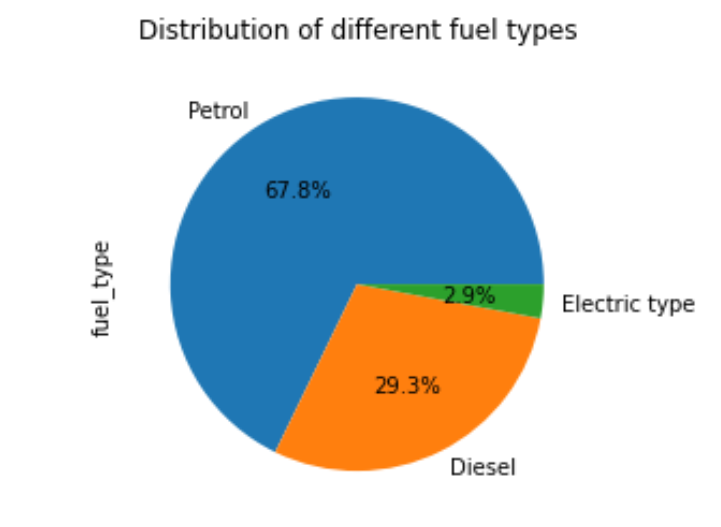 Distribution of different fuel types
Petrol
67.8%
fuel_type
2.9%
Electric type
29.3%
Diesel